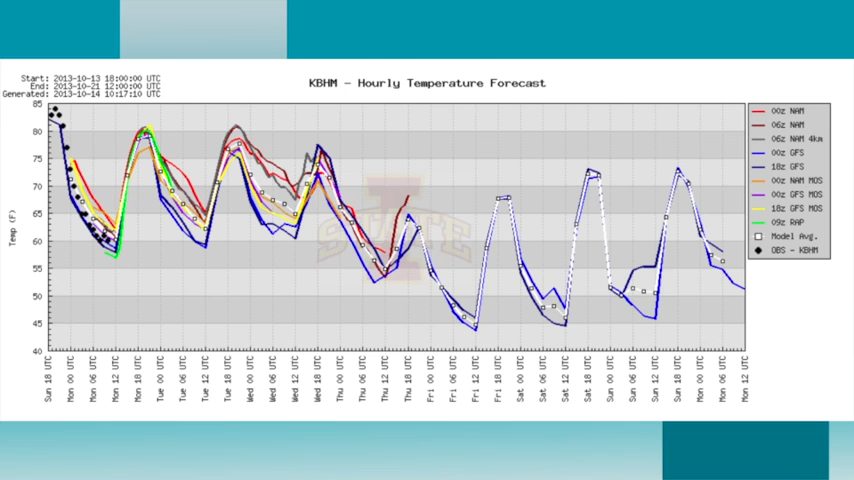 Start: 2013-10-13 18:00:00 UTC
End: 2013-10-21 12:00:00 UTC
Generated: 2013-10-14 10:17:10 UTC
KBHM - Hourly Temperature Forecast
85
80
75
70
65
60
55
50
45
40
Temp (F)
Sun 18 UTC
Mon 00 UTC
Mon 06 UTC
Mon 12 UTC
Mon 18 UTC
Tue 00 UTC
Tue 06 UTC
Tue 12 UTC
Tue 18 UTC
Wed 00 UTC
Wed 06 UTC
Wed 12 UTC
Wed 18 UTC
Thu 00 UTC
Thu 06 UTC
Thu 12 UTC
Thu 18 UTC
Fri 00 UTC
Fri 06 UTC
Fri 12 UTC
Fri 18 UTC
Sat 00 UTC
Sat 06 UTC
Sat 12 UTC
Sat 18 UTC
Sun 00 UTC
Sun 06 UTC
Sun 12 UTC
Sun 18 UTC
Mon 00 UTC
Mon 06 UTC
Mon 12 UTC
00z NAM
06z NAM
06z NAM 4km
00z GFS
18z GFS
00z NAM MOS
00z GFS MOS
18z GFS MOS
09z RAP
Model Avg.
OBS - KBHM
I
STATE